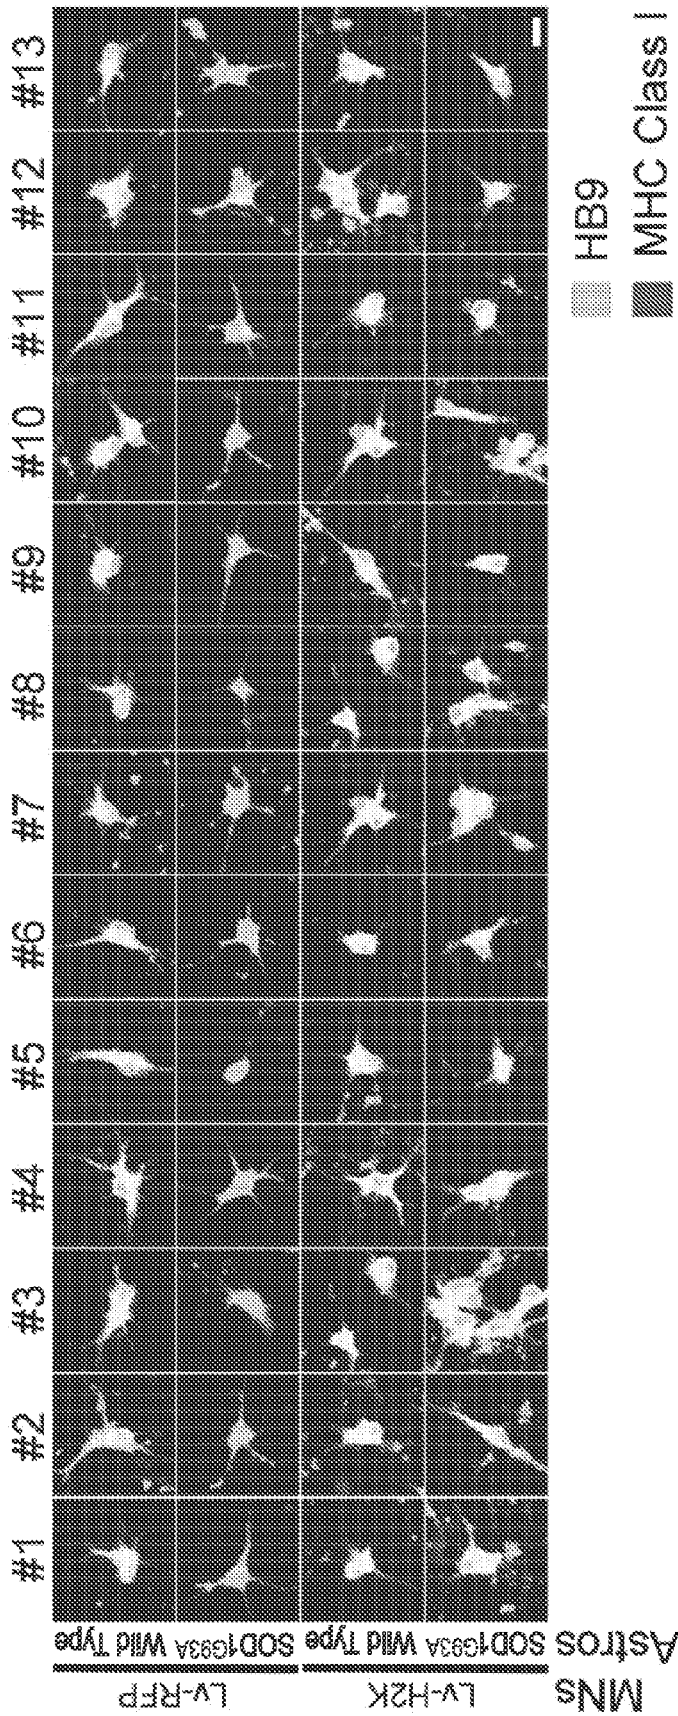 #1 #2 #3 #4 #5 #6 #7 #8 #9 #10 #11 #12 #13
Lv-RFP
Wild Type
SOD1G93A
Lv-H2K
Wild Type
SOD1G93A
MNs Astros
HB9
MHC Class I